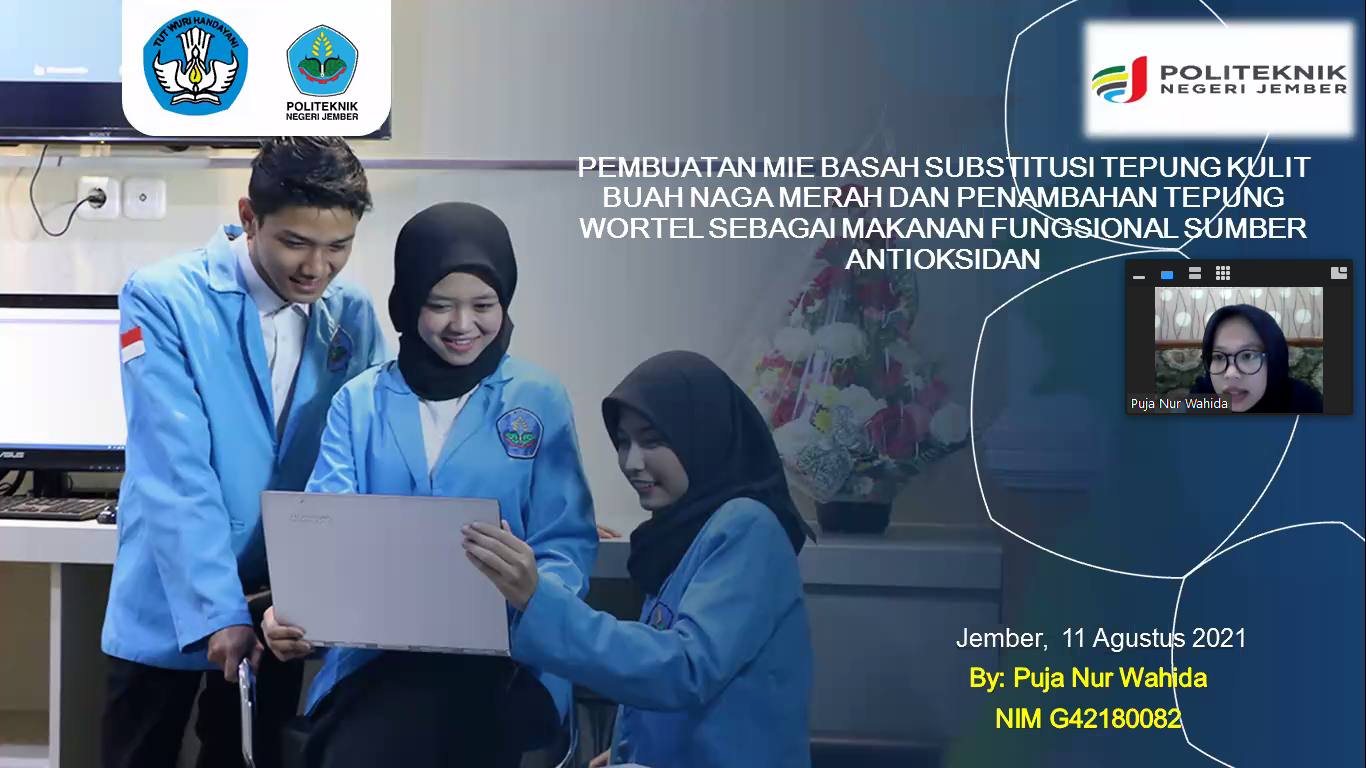 TUT WURI HANDAYANI
POLITEKNIK
NEGERI JEMBER
POLITEKNIK
NEGERI JEMBER
SONY
PEMBUATAN MIE BASAH SUBSTITUSI TEPUNG KULIT
BUAH NAGA MERAH DAN PENAMBAHAN TEPUNG
WORTEL SEBAGAI MAKANAN FUNGSIONAL SUMBER
ANTIOKSIDAN
Puja Nur Wahida
ASUS
Jember, 11 Agustus 2021
By: Puja Nur Wahida
NIM G42180082